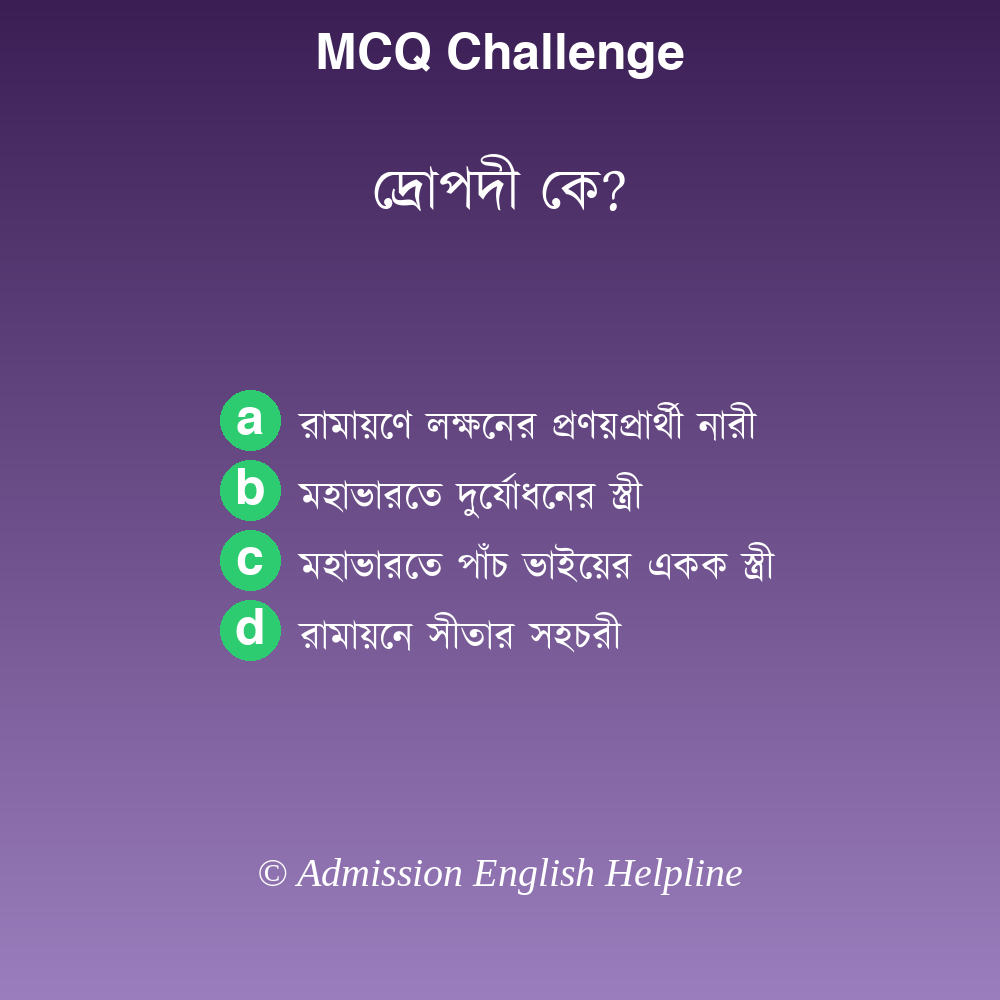 MCQ Challenge
দ্রোপদী কে?
a রামায়ণে লক্ষনের প্রণয়প্রার্থী নারী
b মহাভারতে দুর্যোধনের স্ত্রী
c মহাভারতে পাঁচ ভাইয়ের একক স্ত্রী
d রামায়নে সীতার সহচরী
© Admission English Helpline